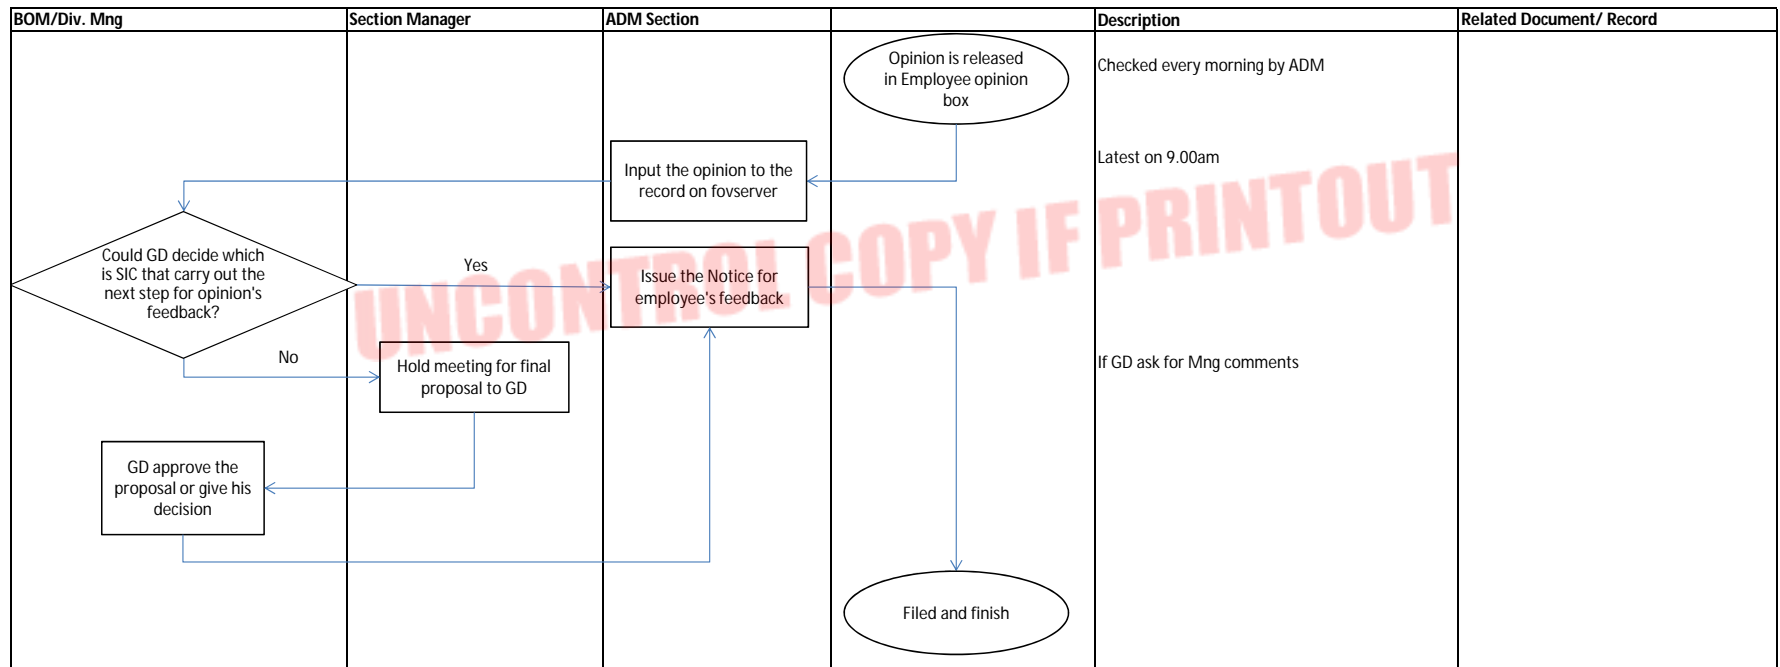 BOM/Div. Mng
Section Manager
ADM Section
Description
Related Document/ Record
Opinion is released
in Employee opinion
box
Checked every morning by ADM
Input the opinion to the
record on fovserver
Latest on 9.00am
Could GD decide which
is SIC that carry out the
next step for opinion's
feedback?
Yes
Issue the Notice for
employee's feedback
UNCONTROL COPY IF PRINTOUT
No
Hold meeting for final
proposal to GD
If GD ask for Mng comments
GD approve the
proposal or give his
decision
Filed and finish